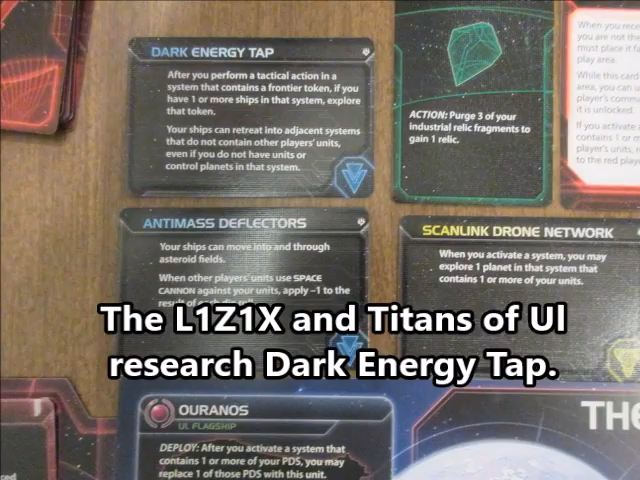 DARK ENERGY TAP
After you perform a tactical action in a
system that contains a frontier token, if you
have 1 or more ships in that system, explore
that token.
Your ships can retreat into adjacent systems
that do not contain other players' units,
even if you do not have units or
control planets in that system.
ACTION: Purge 3 of your
industrial relic fragments to
gain 1 relic.
When you rece
you are not the
must place it fa
play area.
While this card
area, you can u
player's comma
it is unlocked.
If you activate
contains 1 or m
player's units, r
to the red playe
ANTIMASS DEFLECTORS
Your ships can move into and through
asteroid fields.
When other players' units use SPACE
CANNON against your units, apply –1 to the
result of
SCANLINK DRONE NETWORK
When you activate a system, you may
explore 1 planet in that system that
contains 1 or more of your units.
The L1Z1X and Titans of Ul
research Dark Energy Tap.
OURANOS
UL FLAGSHIP
DEPLOY: After you activate a system that
contains 1 or more of your PDS, you may
replace 1 of those PDS with this unit.
THE